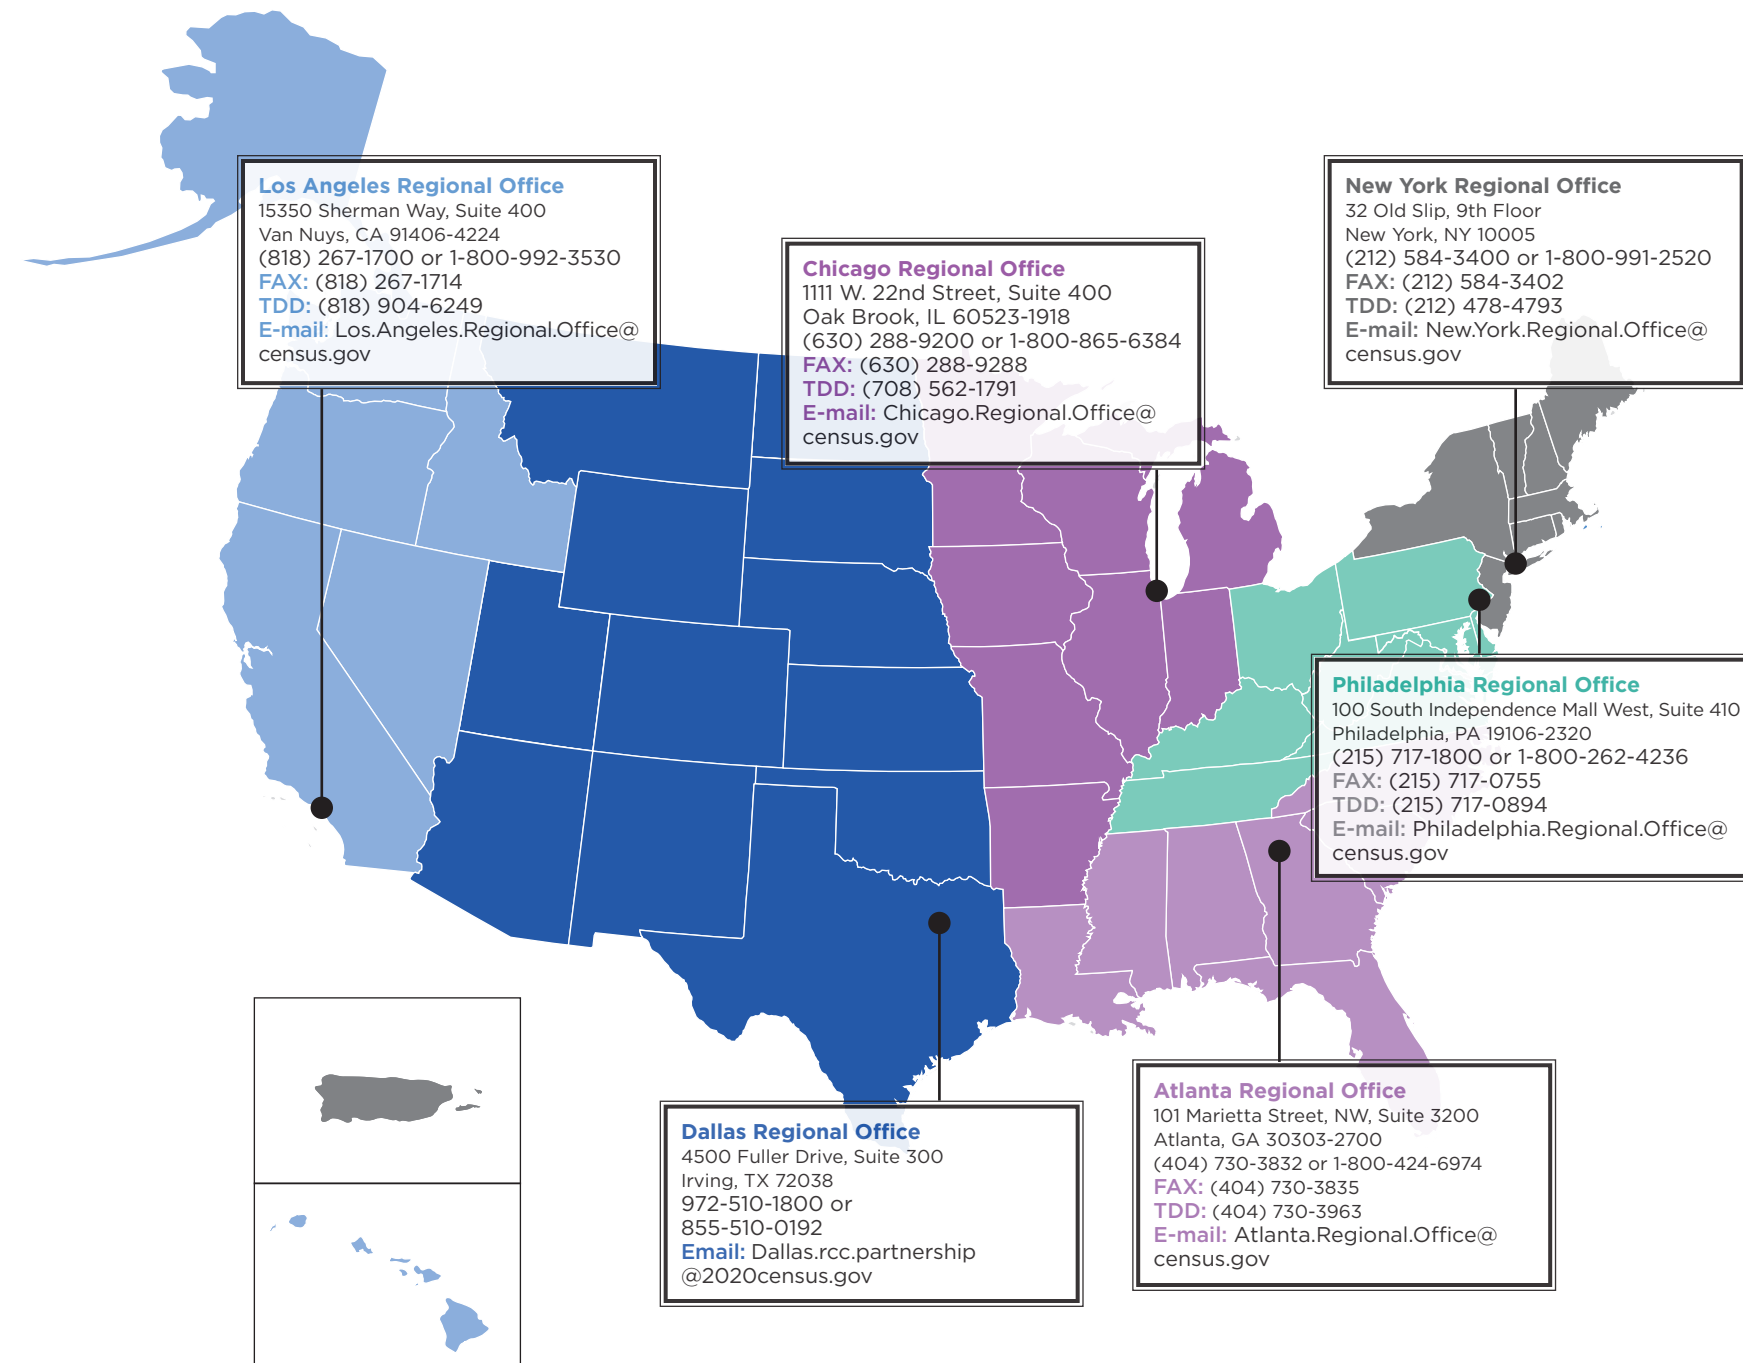 Los Angeles Regional Office
15350 Sherman Way, Suite 400
Van Nuys, CA 91406-4224
(818) 267-1700 or 1-800-992-3530
FAX: (818) 267-1714
TDD: (818) 904-6249
E-mail: Los.Angeles.Regional.Office@
census.gov
Chicago Regional Office
1111 W. 22nd Street, Suite 400
Oak Brook, IL 60523-1918
(630) 288-9200 or 1-800-865-6384
FAX: (630) 288-9288
TDD: (708) 562-1791
E-mail: Chicago.Regional.Office@
census.gov
New York Regional Office
32 Old Slip, 9th Floor
New York, NY 10005
(212) 584-3400 or 1-800-991-2520
FAX: (212) 584-3402
TDD: (212) 478-4793
E-mail: New.York.Regional.Office@
census.gov
Philadelphia Regional Office
100 South Independence Mall West, Suite 410
Philadelphia, PA 19106-2320
(215) 717-1800 or 1-800-262-4236
FAX: (215) 717-0755
TDD: (215) 717-0894
E-mail: Philadelphia.Regional.Office@
census.gov
Dallas Regional Office
4500 Fuller Drive, Suite 300
Irving, TX 72038
972-510-1800 or
855-510-0192
Email: Dallas.rcc.partnership
@2020census.gov
Atlanta Regional Office
101 Marietta Street, NW, Suite 3200
Atlanta, GA 30303-2700
(404) 730-3832 or 1-800-424-6974
FAX: (404) 730-3835
TDD: (404) 730-3963
E-mail: Atlanta.Regional.Office@
census.gov